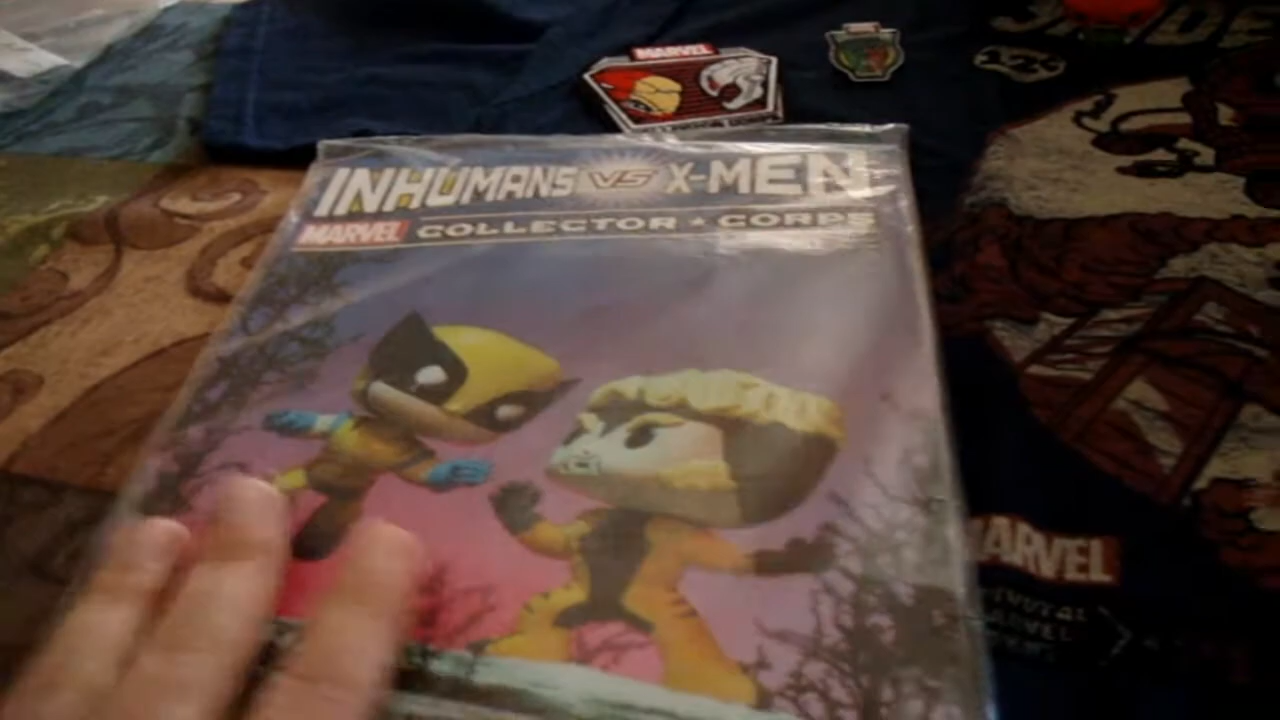 MARVEL
INHUMANS VS X-MEN
MARVEL COLLECTOR ★ CORPS
MARVEL